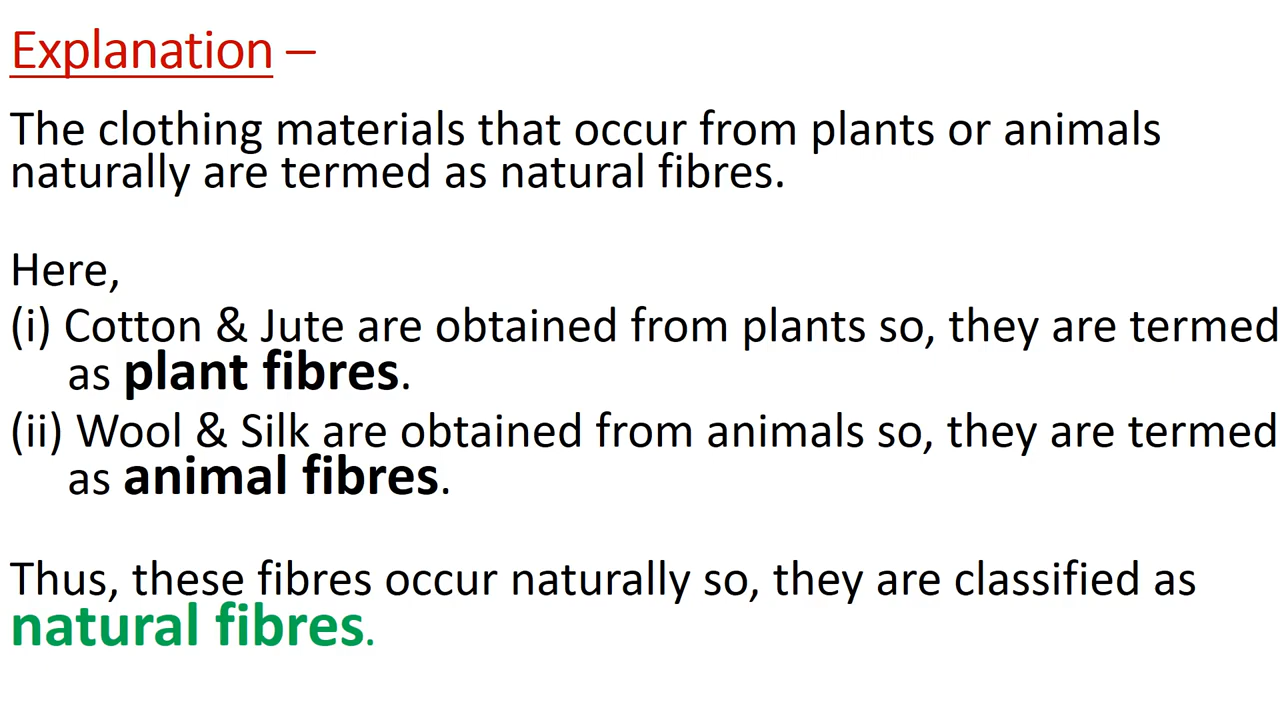 Explanation –
The clothing materials that occur from plants or animals
naturally are termed as natural fibres.
Here,
(i) Cotton & Jute are obtained from plants so, they are termed
as plant fibres.
(ii) Wool & Silk are obtained from animals so, they are termed
as animal fibres.
Thus, these fibres occur naturally so, they are classified as
natural fibres.